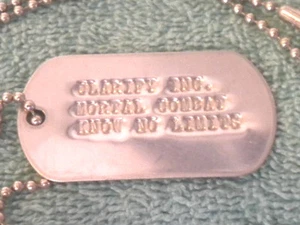 CLARIFY INC.
MORTAL COMBAT
KNOW NO LIMITS